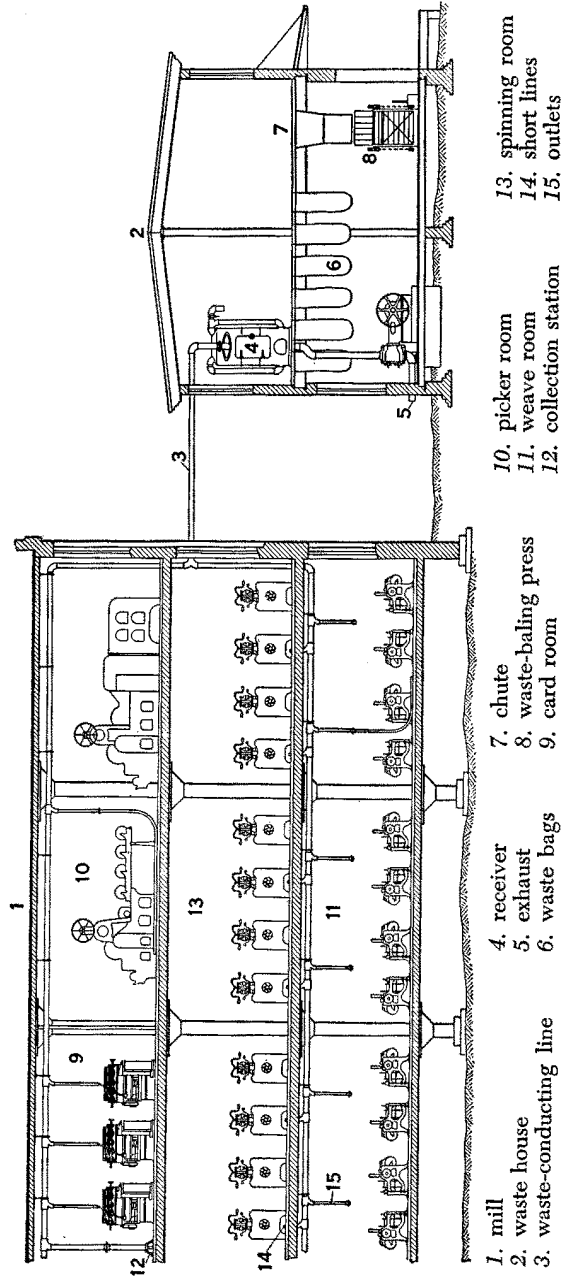 1
9
10
2
12
3
13
4
14
7
15
11
6
8
5
1. mill
2. waste house
3. waste-conducting line
4. receiver
5. exhaust
6. waste bags
7. chute
8. waste-baling press
9. card room
10. picker room
11. weave room
12. collection station
13. spinning room
14. short lines
15. outlets